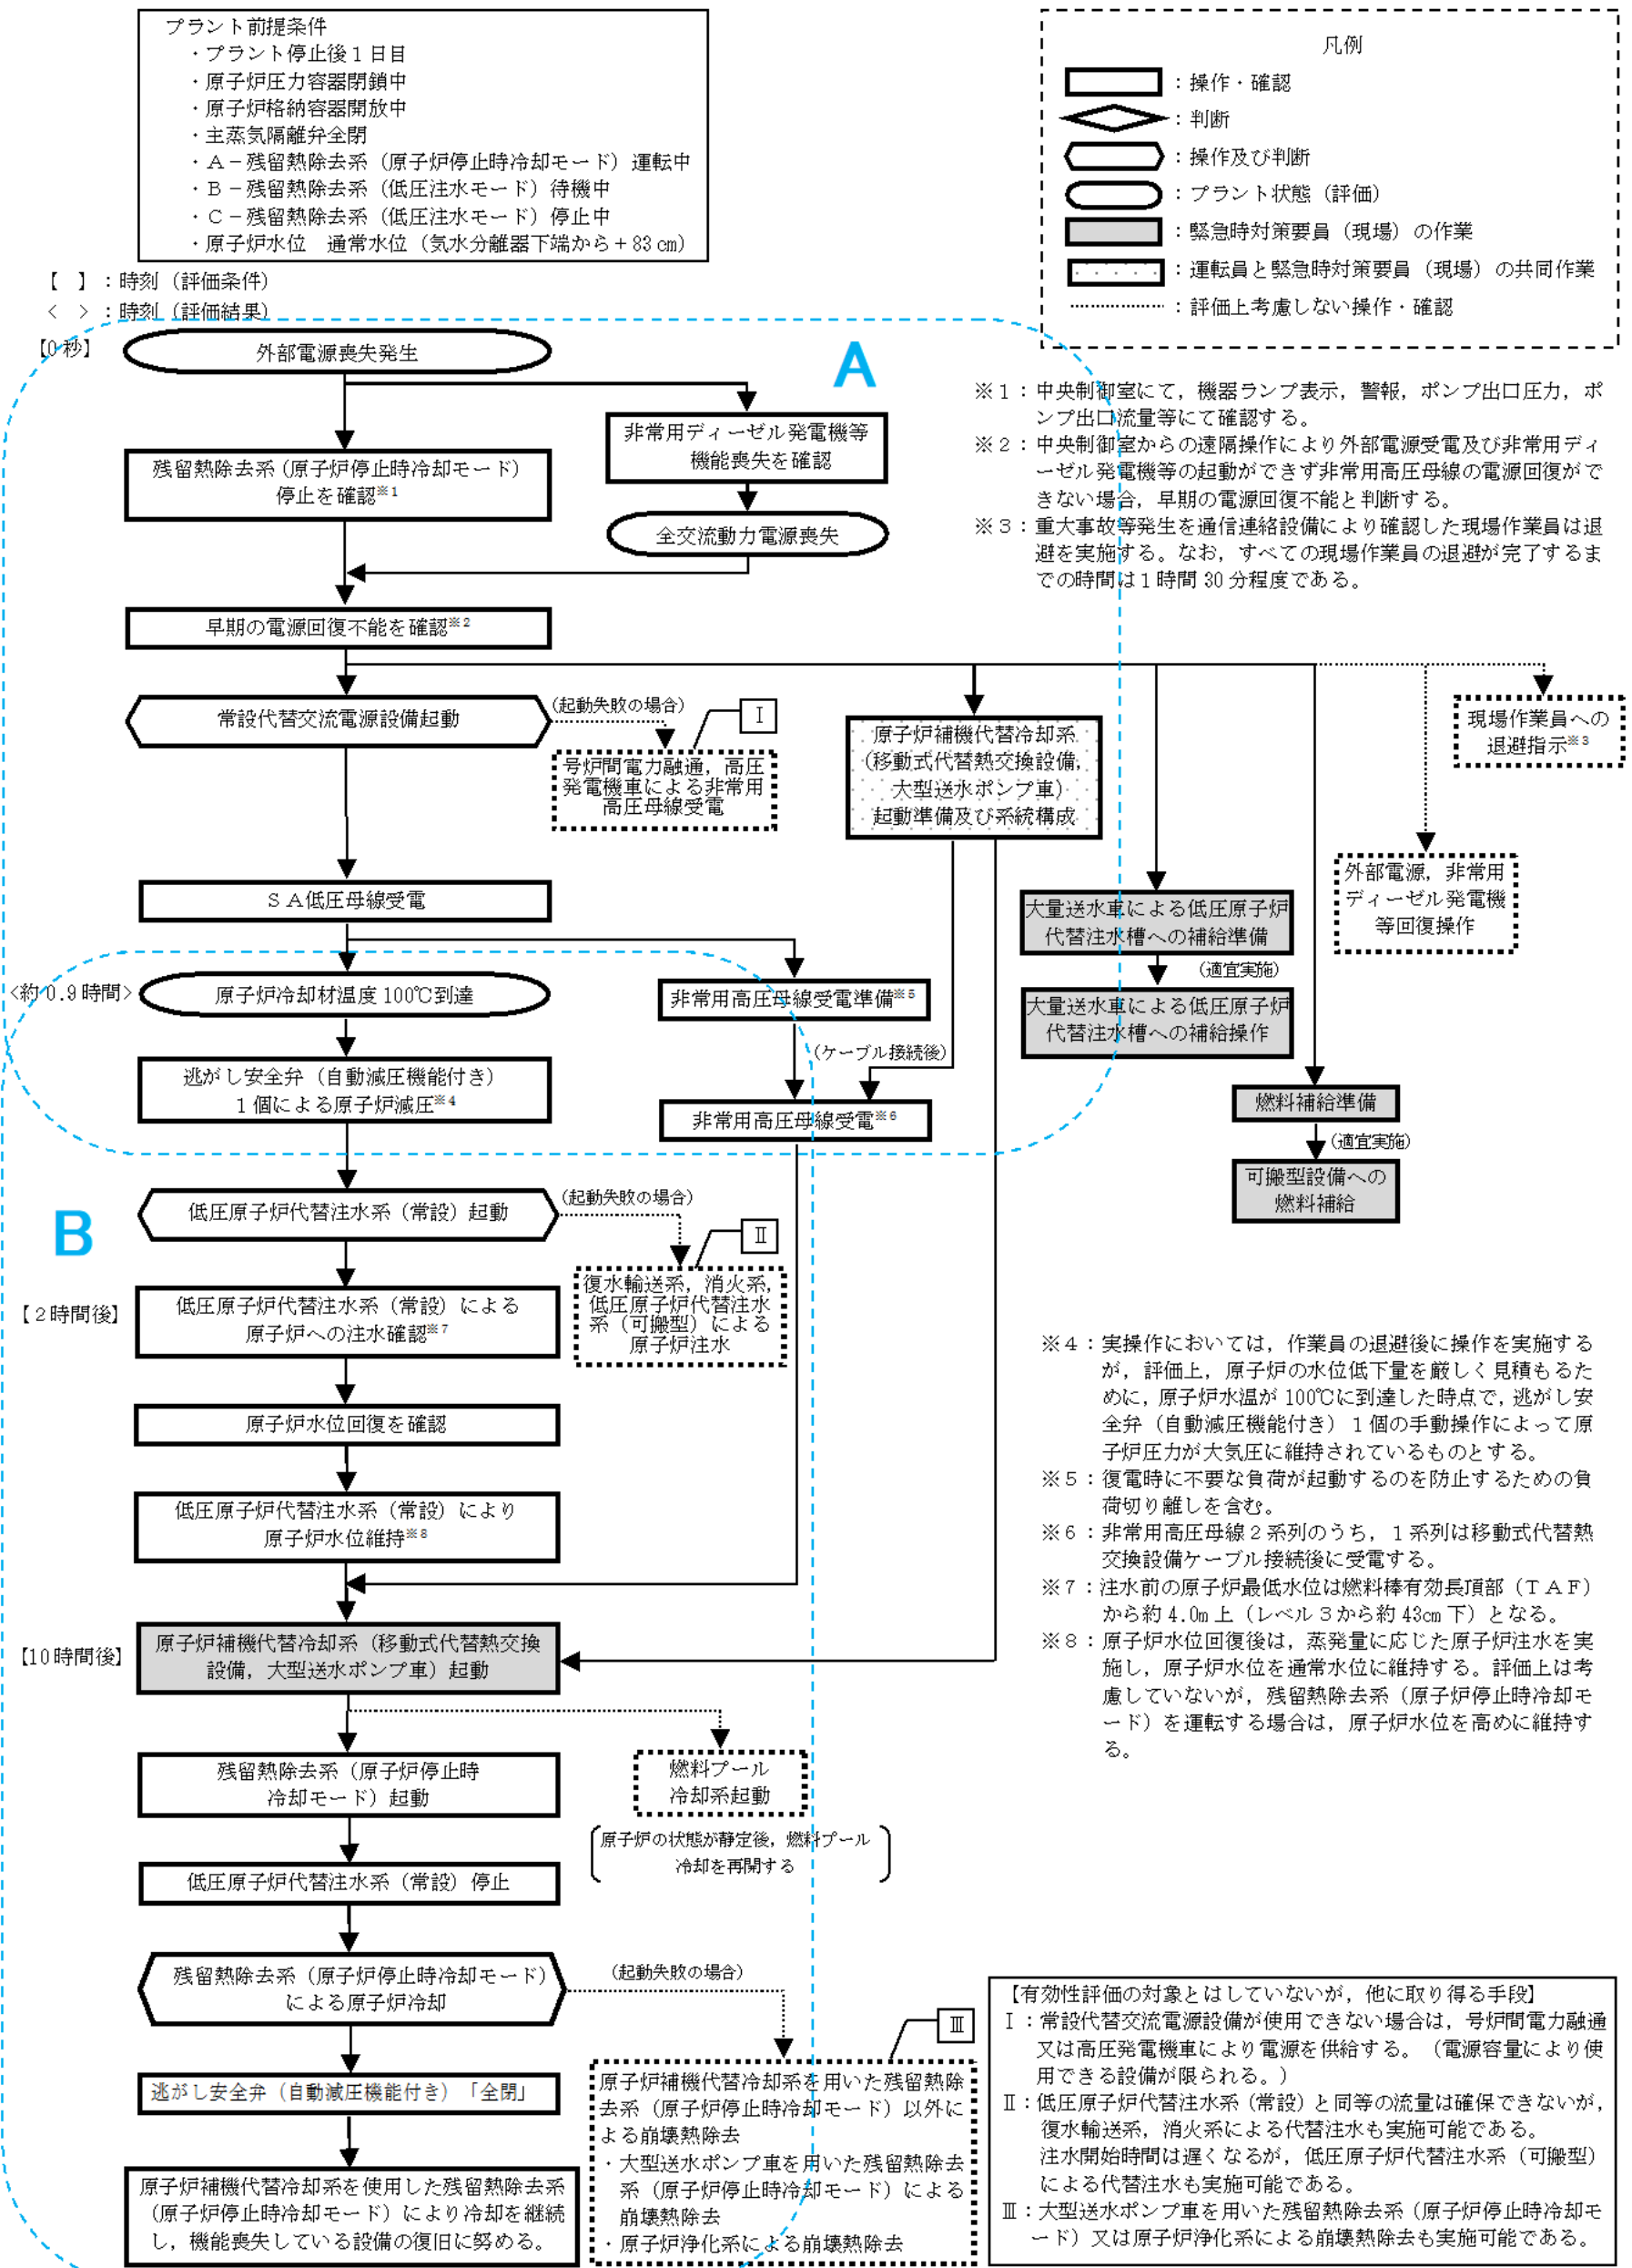 プラント前提条件
・プラント停止後1日目
・原子炉圧力容器閉鎖中
・原子炉格納容器開放中
・主蒸気隔離弁全閉
・A－残留熱除去系（原子炉停止時冷却モード）運転中
・B－残留熱除去系（低圧注水モード）待機中
・C－残留熱除去系（低圧注水モード）停止中
・原子炉水位　通常水位（気水分離器下端から＋83cm）
凡例
：操作・確認
：判断
：操作及び判断
：プラント状態（評価）
：緊急時対策要員（現場）の作業
：運転員と緊急時対策要員（現場）の共同作業
：評価上考慮しない操作・確認
【　】：時刻（評価条件）
＜　＞：時刻（評価結果）
【0秒】
外部電源喪失発生
A
非常用ディーゼル発電機等
機能喪失を確認
残留熱除去系（原子炉停止時冷却モード）
停止を確認※1
全交流動力電源喪失
※1：中央制御室にて，機器ランプ表示，警報，ポンプ出口圧力，ポ
ンプ出口流量等にて確認する。
※2：中央制御室からの遠隔操作により外部電源受電及び非常用ディ
ーゼル発電機等の起動ができず非常用高圧母線の電源回復がで
きない場合，早期の電源回復不能と判断する。
※3：重大事故等発生を通信連絡設備により確認した現場作業員は退
避を実施する。なお，すべての現場作業員の退避が完了するま
での時間は1時間30分程度である。
早期の電源回復不能を確認※2
常設代替交流電源設備起動
（起動失敗の場合）
Ⅰ
号炉間電力融通，高圧
発電機車による非常用
高圧母線受電
原子炉補機代替冷却系
（移動式代替熱交換設備，
大型送水ポンプ車）
起動準備及び系統構成
現場作業員への
退避指示※3
外部電源，非常用
ディーゼル発電機
等回復操作
SA低圧母線受電
大量送水車による低圧原子炉
代替注水槽への補給準備
（適宜実施）
大量送水車による低圧原子炉
代替注水槽への補給操作
＜約0.9時間＞
原子炉冷却材温度100℃到達
非常用高圧母線受電準備※5
（ケーブル接続後）
逃がし安全弁（自動減圧機能付き）
1個による原子炉減圧※4
非常用高圧母線受電※6
燃料補給準備
（適宜実施）
可搬型設備への
燃料補給
B
低圧原子炉代替注水系（常設）起動
（起動失敗の場合）
Ⅱ
復水輸送系，消火系，
低圧原子炉代替注水
系（可搬型）による
原子炉注水
【2時間後】
低圧原子炉代替注水系（常設）による
原子炉への注水確認※7
原子炉水位回復を確認
低圧原子炉代替注水系（常設）により
原子炉水位維持※8
※4：実操作においては，作業員の退避後に操作を実施する
が，評価上，原子炉の水位低下量を厳しく見積もるた
めに，原子炉水温が100℃に到達した時点で，逃がし安
全弁（自動減圧機能付き）1個の手動操作によって原
子炉圧力が大気圧に維持されているものとする。
※5：復電時に不要な負荷が起動するのを防止するための負
荷切り離しを含む。
※6：非常用高圧母線2系列のうち，1系列は移動式代替熱
交換設備ケーブル接続後に受電する。
※7：注水前の原子炉最低水位は燃料棒有効長頂部（TAF）
から約4.0m上（レベル3から約43cm下）となる。
※8：原子炉水位回復後は，蒸発量に応じた原子炉注水を実
施し，原子炉水位を通常水位に維持する。評価上は考
慮していないが，残留熱除去系（原子炉停止時冷却モ
ード）を運転する場合は，原子炉水位を高めに維持す
る。
【10時間後】
原子炉補機代替冷却系（移動式代替熱交換
設備，大型送水ポンプ車）起動
残留熱除去系（原子炉停止時
冷却モード）起動
燃料プール
冷却系起動
原子炉の状態が静定後，燃料プール
冷却を再開する
低圧原子炉代替注水系（常設）停止
残留熱除去系（原子炉停止時冷却モード）
による原子炉冷却
（起動失敗の場合）
Ⅲ
原子炉補機代替冷却系を用いた残留熱除
去系（原子炉停止時冷却モード）以外に
よる崩壊熱除去
・大型送水ポンプ車を用いた残留熱除去
系（原子炉停止時冷却モード）による
崩壊熱除去
・原子炉浄化系による崩壊熱除去
逃がし安全弁（自動減圧機能付き）「全閉」
原子炉補機代替冷却系を使用した残留熱除去系
（原子炉停止時冷却モード）により冷却を継続
し，機能喪失している設備の復旧に努める。
【有効性評価の対象とはしていないが，他に取り得る手段】
Ⅰ：常設代替交流電源設備が使用できない場合は，号炉間電力融通
又は高圧発電機車により電源を供給する。（電源容量により使
用できる設備が限られる。）
Ⅱ：低圧原子炉代替注水系（常設）と同等の流量は確保できないが，
復水輸送系，消火系による代替注水も実施可能である。
注水開始時間は遅くなるが，低圧原子炉代替注水系（可搬型）
による代替注水も実施可能である。
Ⅲ：大型送水ポンプ車を用いた残留熱除去系（原子炉停止時冷却モ
ード）又は原子炉浄化系による崩壊熱除去も実施可能である。